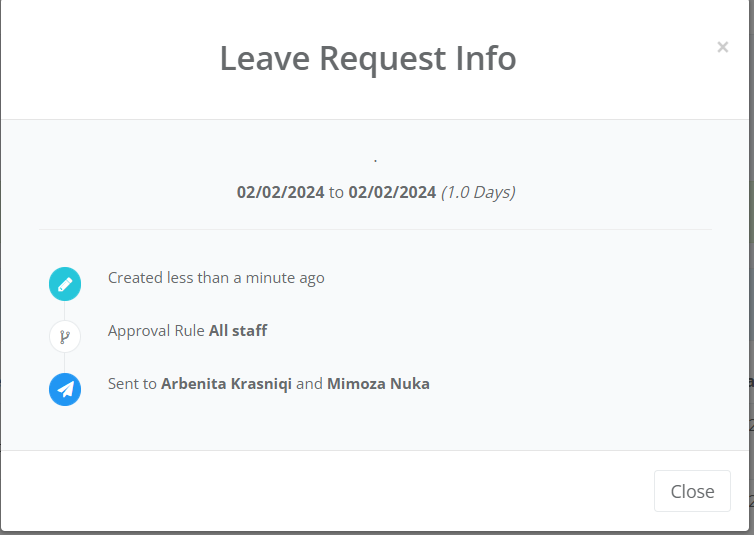 Leave Request Info
×
.
02/02/2024 to 02/02/2024 (1.0 Days)
Created less than a minute ago
Approval Rule All staff
Sent to Arbenita Krasniqi and Mimoza Nuka
Close